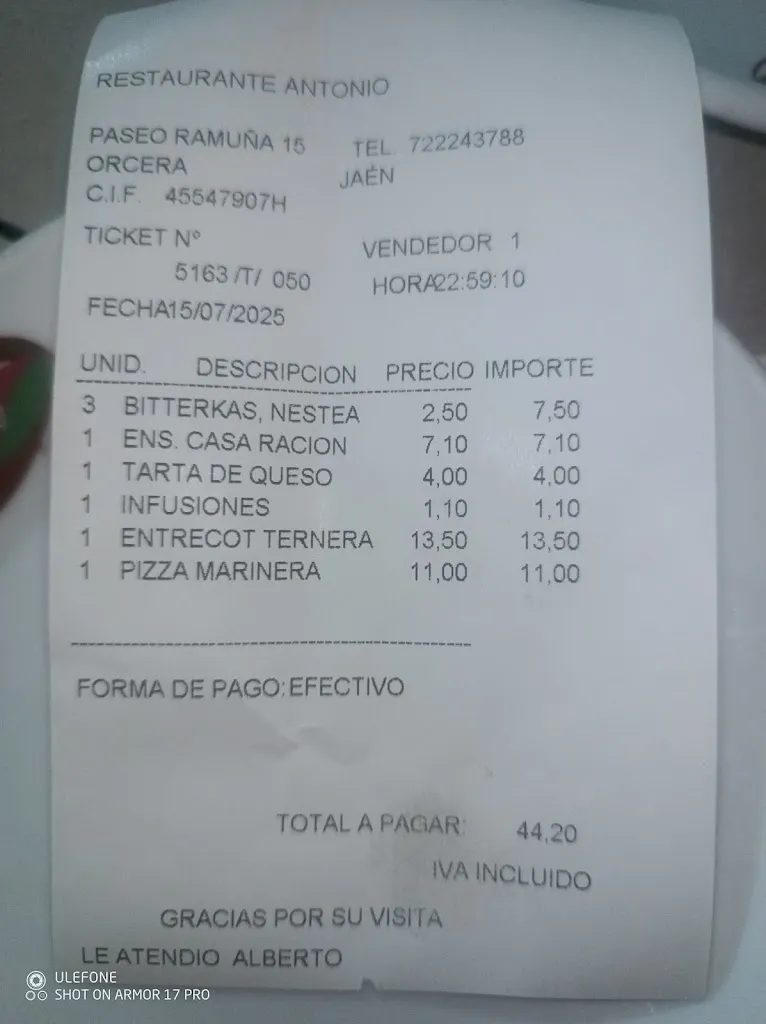 RESTAURANTE ANTONIO
PASEO RAMUÑA 15 TEL. 722243788
ORCERA JAÉN
C.I.F. 45547907H
TICKET Nº VENDEDOR 1
5163 /T/ 050 HORA22:59:10
FECHA15/07/2025
UNID. DESCRIPCION PRECIO IMPORTE
3 BITTERKAS, NESTEA 2,50 7,50
1 ENS. CASA RACION 7,10 7,10
1 TARTA DE QUESO 4,00 4,00
1 INFUSIONES 1,10 1,10
1 ENTRECOT TERNERA 13,50 13,50
1 PIZZA MARINERA 11,00 11,00
FORMA DE PAGO:EFECTIVO
TOTAL A PAGAR: 44,20
IVA INCLUIDO
GRACIAS POR SU VISITA
LE ATENDIO ALBERTO
ULEFONE
SHOT ON ARMOR 17 PRO